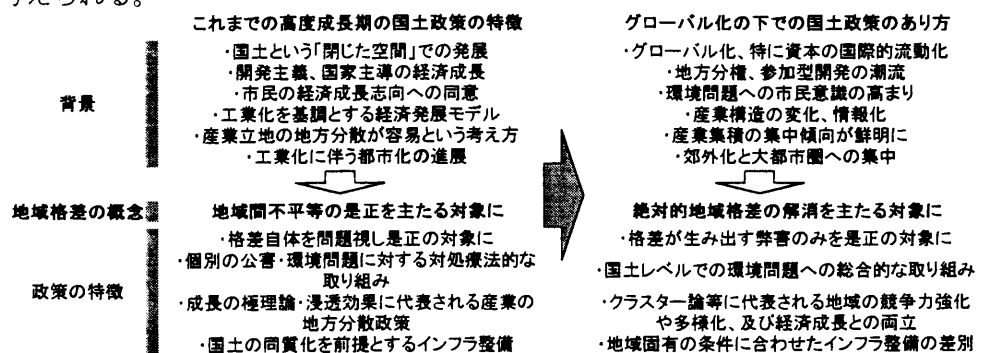 えられる。
これまでの高度成長期の国土政策の特徴
グローバル化の下での国土政策のあり方
背景
・国土という「閉じた空間」での発展
・開発主義、国家主導の経済成長
・市民の経済成長志向への同意
・工業化を基調とする経済発展モデル
・産業立地の地方分散が容易という考え方
・工業化に伴う都市化の進展
・グローバル化、特に資本の国際的流動化
・地方分権、参加型開発の潮流
・環境問題への市民意識の高まり
・産業構造の変化、情報化
・産業集積の集中傾向が鮮明に
・郊外化と大都市圏への集中
地域格差の概念
地域間不平等の是正を主たる対象に
絶対的地域格差の解消を主たる対象に
政策の特徴
・格差自体を問題視し是正の対象に
・個別の公害・環境問題に対する対処療法的な
取り組み
・成長の極理論・浸透効果に代表される産業の
地方分散政策
・国土の同質化を前提とするインフラ整備
・格差が生み出す弊害のみを是正の対象に
・国土レベルでの環境問題への総合的な取り組み
・クラスター論等に代表される地域の競争力強化
や多様化、及び経済成長との両立
・地域固有の条件に合わせたインフラ整備の差別